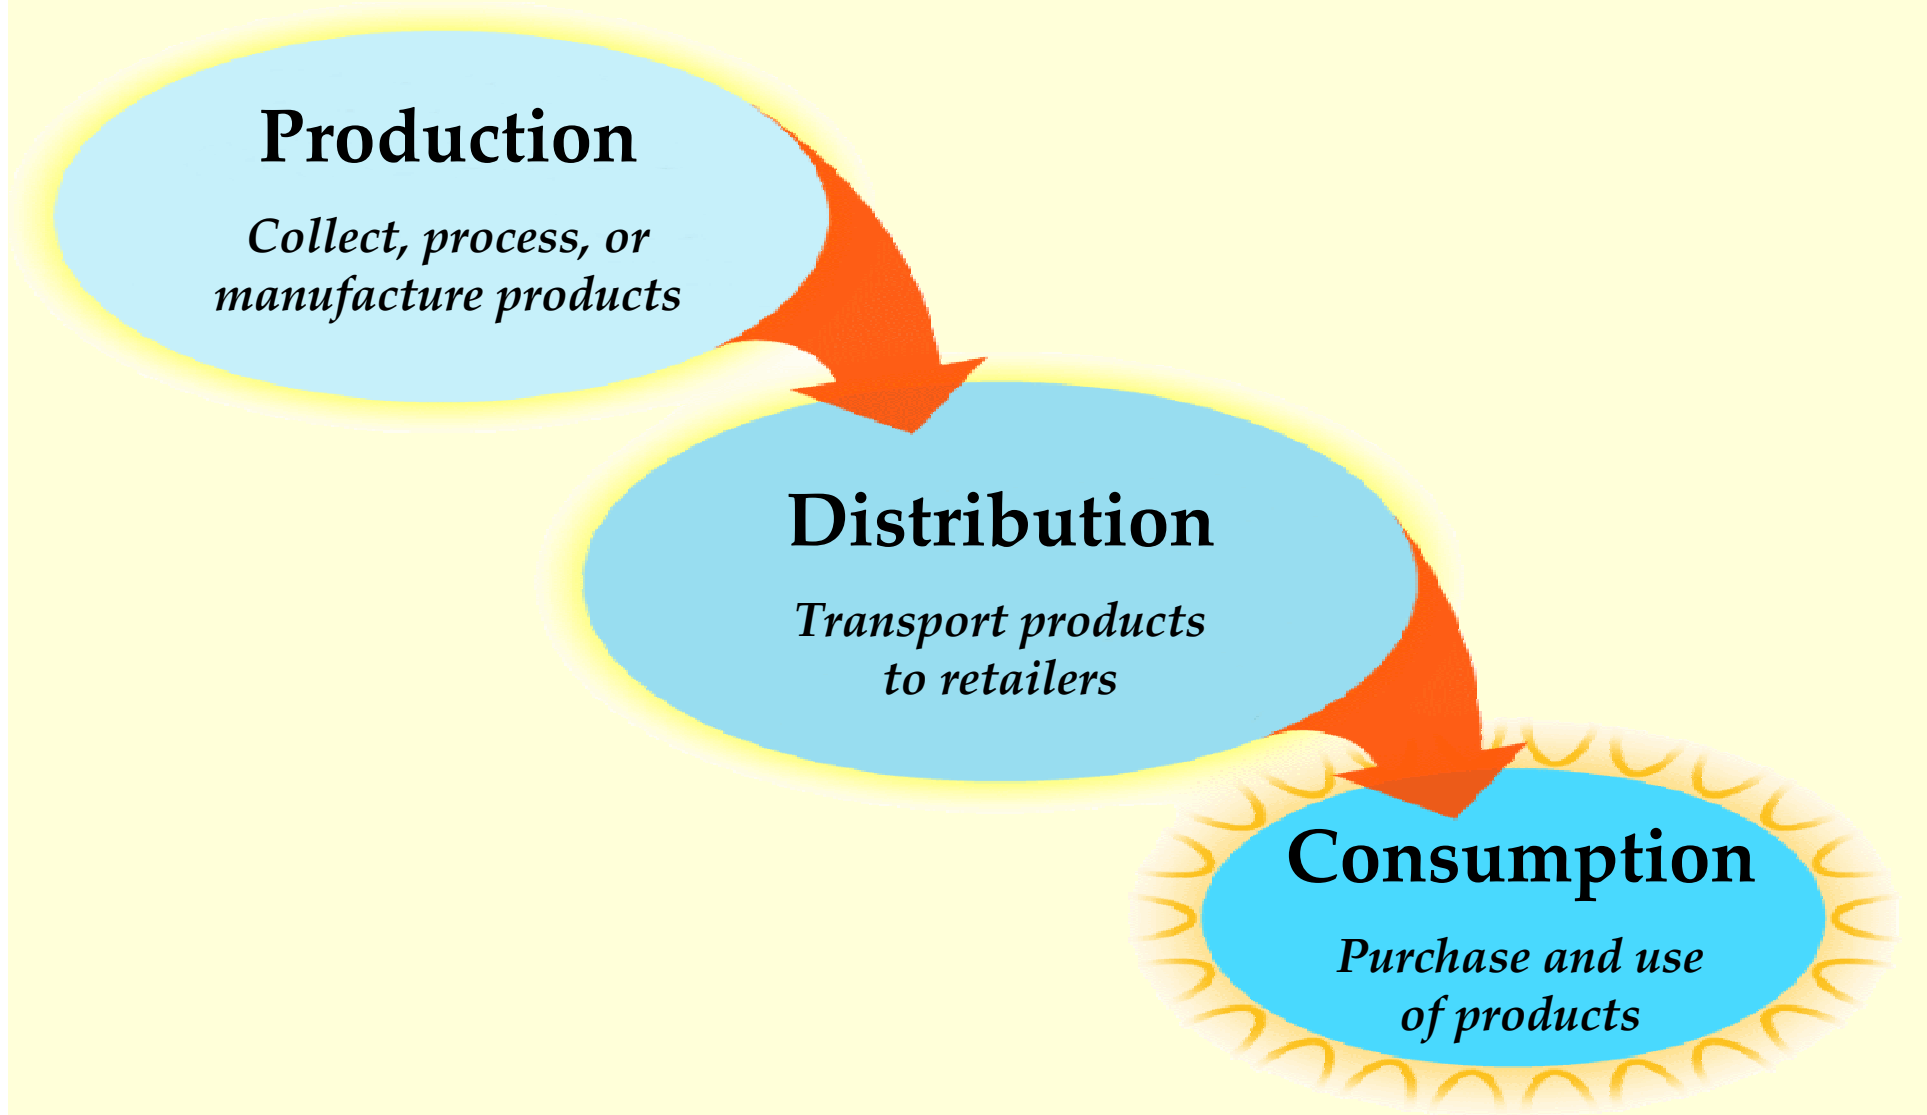 Production
Collect, process, or
manufacture products
Distribution
Transport products
to retailers
Consumption
Purchase and use
of products